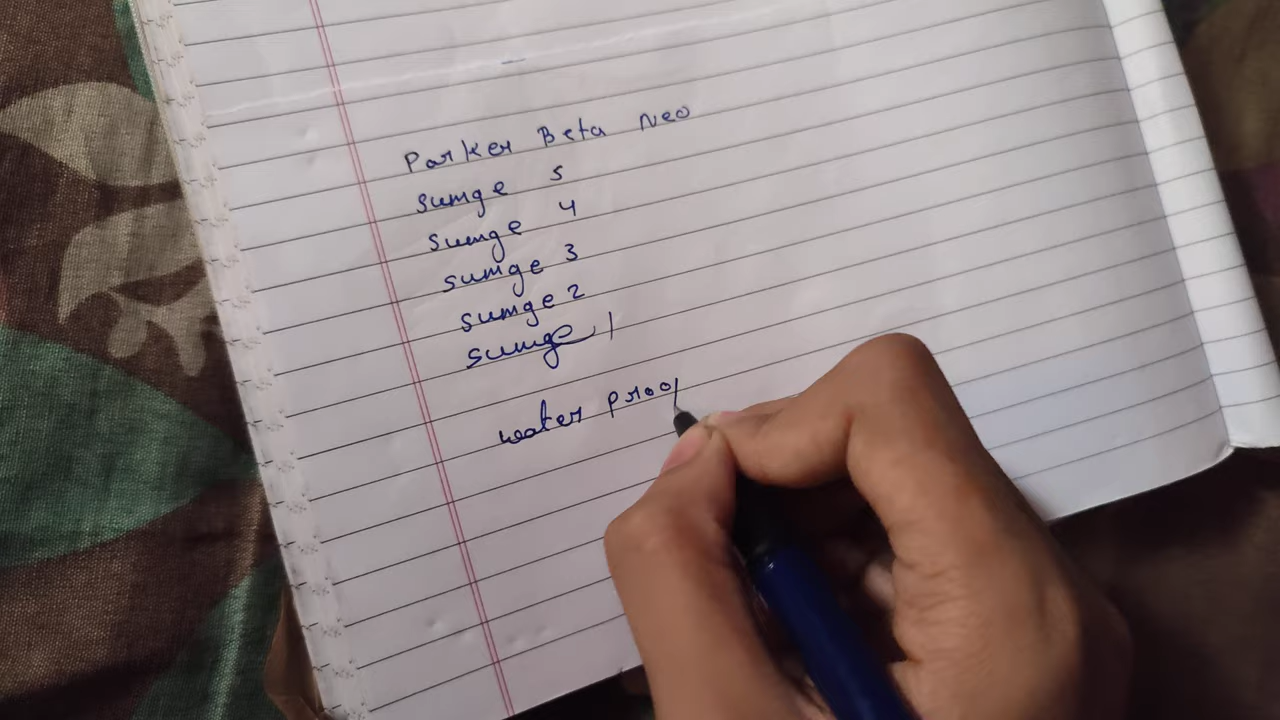 Parker Beta Neo
sumge 5
sumge 4
sumge 3
sumge 2
sumge 1
water proof